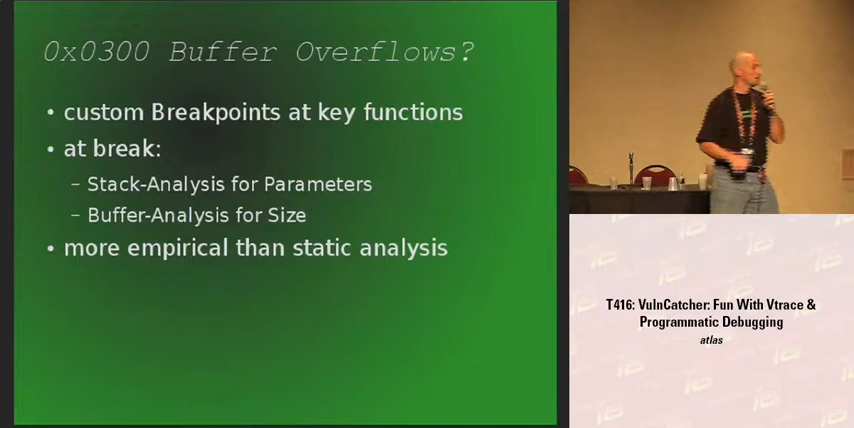 0x0300 Buffer Overflows?
• custom Breakpoints at key functions
• at break:
– Stack-Analysis for Parameters
– Buffer-Analysis for Size
• more empirical than static analysis
T416: VulnCatcher: Fun With Vtrace &
Programmatic Debugging
atlas